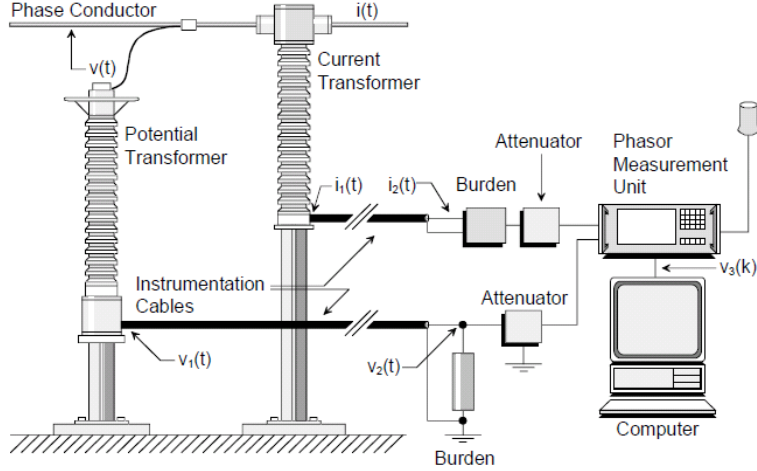 Phase Conductor
i(t)
v(t)
Current
Transformer
Potential
Transformer
Attenuator
Phasor
Measurement
Unit
i₁(t)
i₂(t)
Burden
Instrumentation
Cables
Attenuator
v₃(k)
v₁(t)
v₂(t)
Computer
Burden